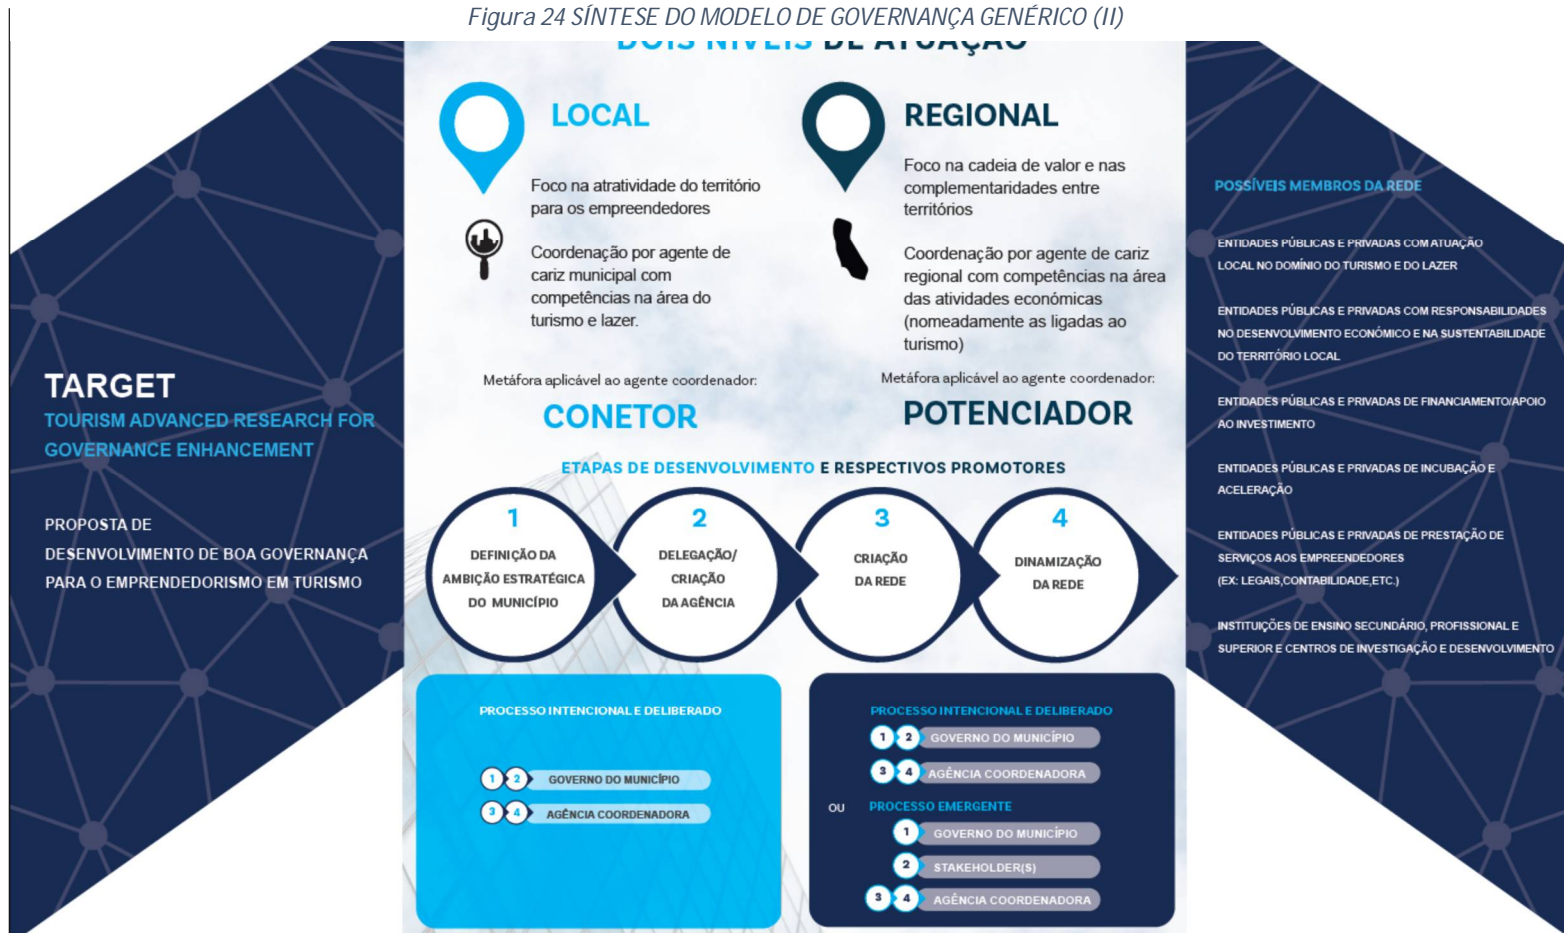 Figura 24 SÍNTESE DO MODELO DE GOVERNANÇA GENÉRICO (II)
DOIS NÍVEIS DE ATUAÇÃO
TARGET
TOURISM ADVANCED RESEARCH FOR
GOVERNANCE ENHANCEMENT
PROPOSTA DE
DESENVOLVIMENTO DE BOA GOVERNANÇA
PARA O EMPRENDEDORISMO EM TURISMO
LOCAL
Foco na atratividade do território
para os empreendedores
Coordenação por agente de
cariz municipal com
competências na área do
turismo e lazer.
Metáfora aplicável ao agente coordenador:
CONETOR
REGIONAL
Foco na cadeia de valor e nas
complementaridades entre
territórios
Coordenação por agente de cariz
regional com competências na área
das atividades económicas
(nomeadamente as ligadas ao
turismo)
Metáfora aplicável ao agente coordenador:
POTENCIADOR
ETAPAS DE DESENVOLVIMENTO E RESPECTIVOS PROMOTORES
1
DEFINIÇÃO DA
AMBIÇÃO ESTRATÉGICA
DO MUNICÍPIO
2
DELEGAÇÃO/
CRIAÇÃO
DA AGÊNCIA
3
CRIAÇÃO
DA REDE
4
DINAMIZAÇÃO
DA REDE
PROCESSO INTENCIONAL E DELIBERADO
1 2 GOVERNO DO MUNICÍPIO
3 4 AGÊNCIA COORDENADORA
PROCESSO INTENCIONAL E DELIBERADO
1 2 GOVERNO DO MUNICÍPIO
3 4 AGÊNCIA COORDENADORA
OU PROCESSO EMERGENTE
1 GOVERNO DO MUNICÍPIO
2 STAKEHOLDER(S)
3 4 AGÊNCIA COORDENADORA
POSSÍVEIS MEMBROS DA REDE
ENTIDADES PÚBLICAS E PRIVADAS COM ATUAÇÃO
LOCAL NO DOMÍNIO DO TURISMO E DO LAZER
ENTIDADES PÚBLICAS E PRIVADAS COM RESPONSABILIDADES
NO DESENVOLVIMENTO ECONÓMICO E NA SUSTENTABILIDADE
DO TERRITÓRIO LOCAL
ENTIDADES PÚBLICAS E PRIVADAS DE FINANCIAMENTO/APOIO
AO INVESTIMENTO
ENTIDADES PÚBLICAS E PRIVADAS DE INCUBAÇÃO E
ACELERAÇÃO
ENTIDADES PÚBLICAS E PRIVADAS DE PRESTAÇÃO DE
SERVIÇOS AOS EMPREENDEDORES
(EX: LEGAIS,CONTABILIDADE,ETC.)
INSTITUIÇÕES DE ENSINO SECUNDÁRIO, PROFISSIONAL E
SUPERIOR E CENTROS DE INVESTIGAÇÃO E DESENVOLVIMENTO